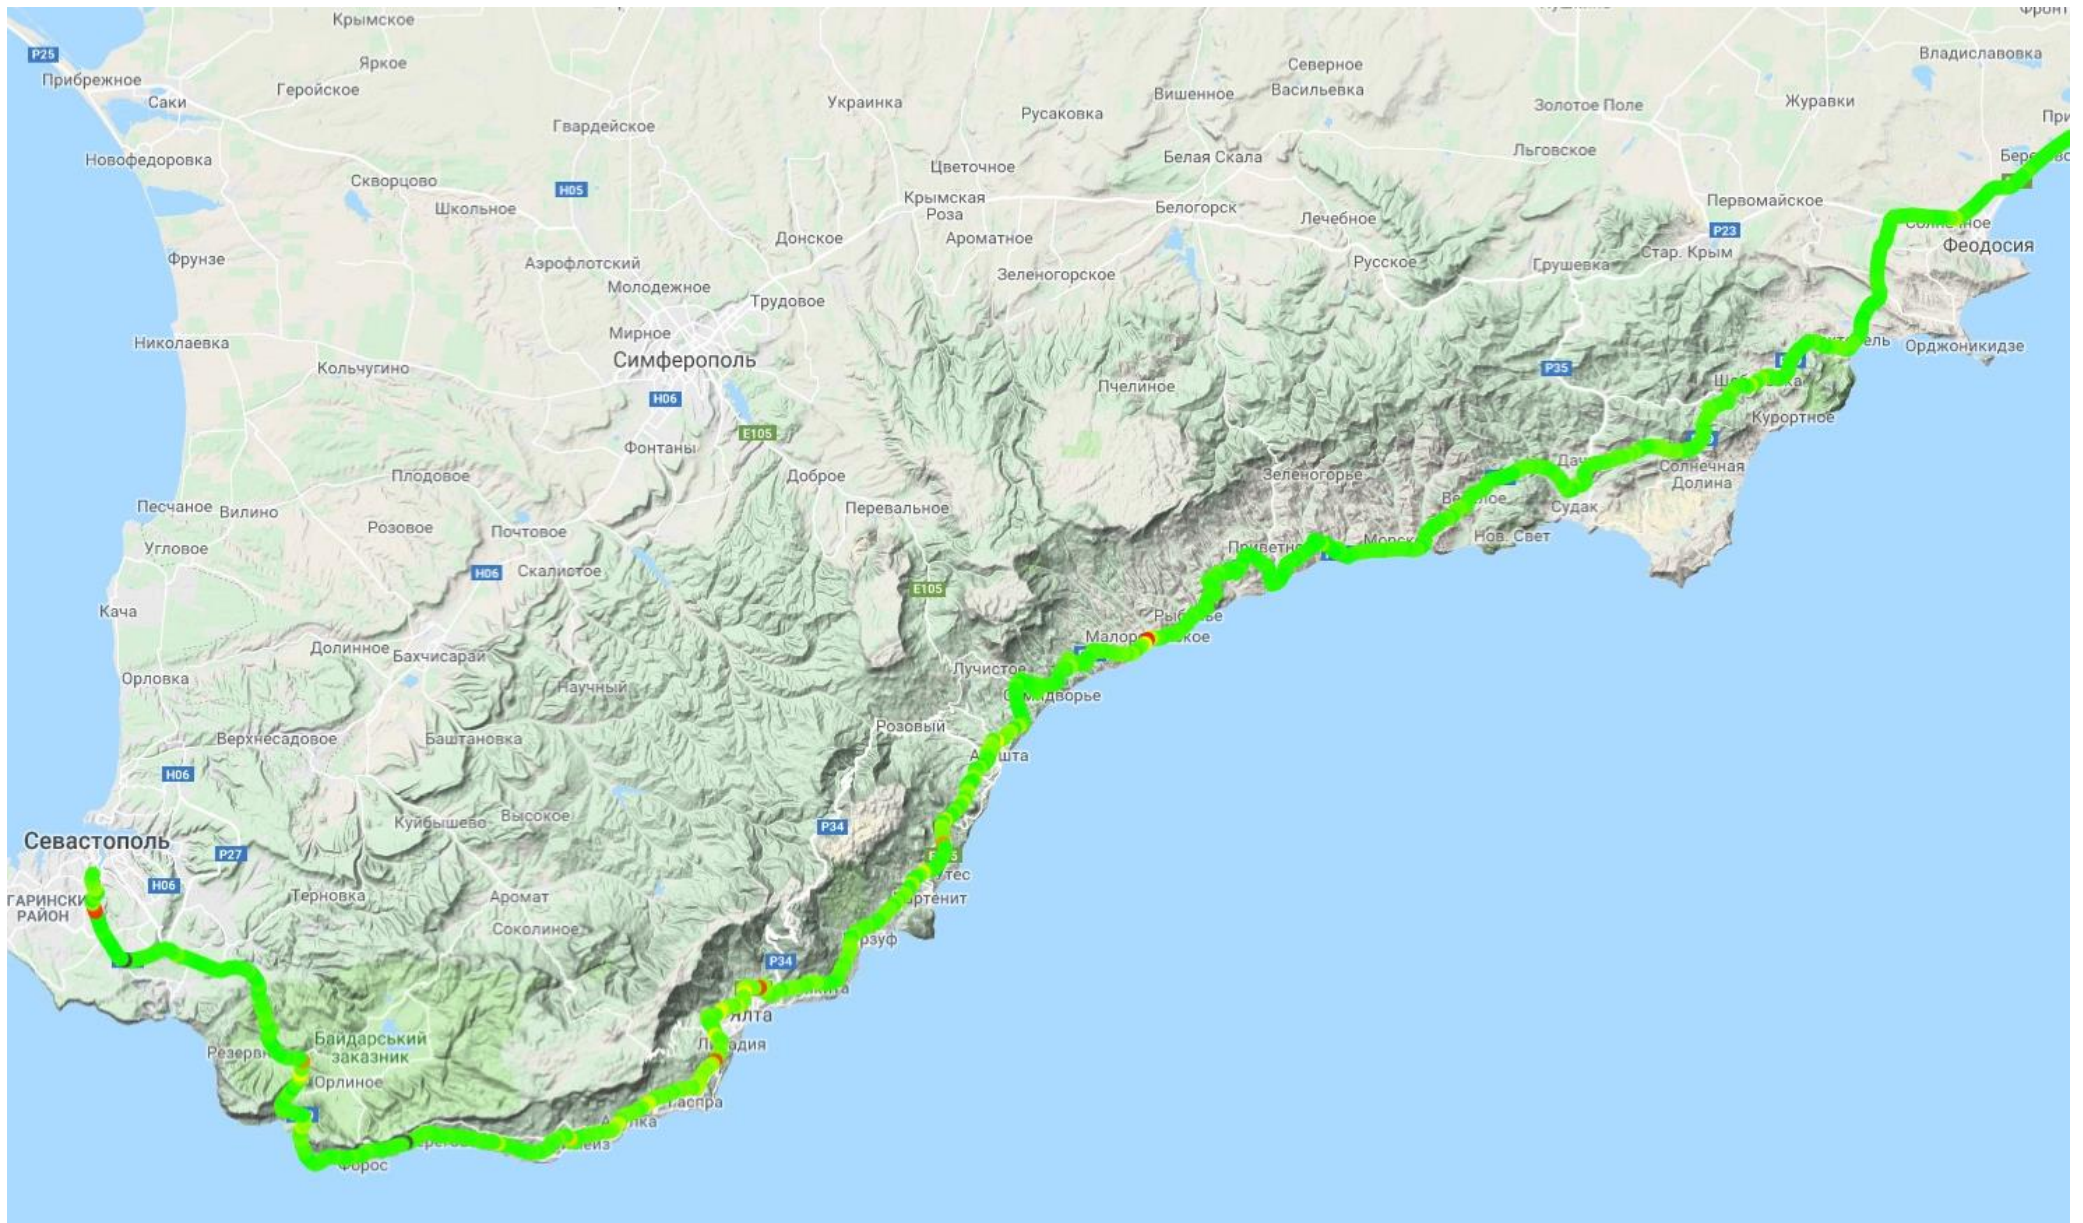 Крымское
P25
Яркое
Владиславовка
Прибрежное
Саки
Геройское
Северное
Васильевка
Вишенное
Украинка
Русаковка
Золотое Поле
Журавки
Гвардейское
Новофедоровка
Цветочное
Белая Скала
Льговское
Скворцово
H05
Школьное
Крымская
Роза
Белогорск
Первомайское
Лечебное
P23
Донское
Ароматное
Феодосия
Фрунзе
Аэрофлотский
Зеленогорское
Русское
Грушевка
Стар. Крым
Молодежное
Трудовое
Мирное
Николаевка
Симферополь
Орджоникидзе
Кольчугино
P35
Пчелиное
H06
Курортное
E105
Фонтаны
Плодовое
Доброе
Зеленогорье
Солнечная
Долина
Песчаное
Вилино
Перевальное
Судак
Розовое
Почтовое
Нов. Свет
Угловое
H06
Скалистое
E105
Кача
Долинное
Бахчисарай
Лучистое
Орловка
Научный
Розовый
Верхнесадовое
Баштановка
H06
Куйбышево
Высокое
P34
Севастополь
P27
H06
Терновка
Аромат
РАЙОН
Соколиное
P34
Ялта
Байдарський
заказник
Орлиное
Форос